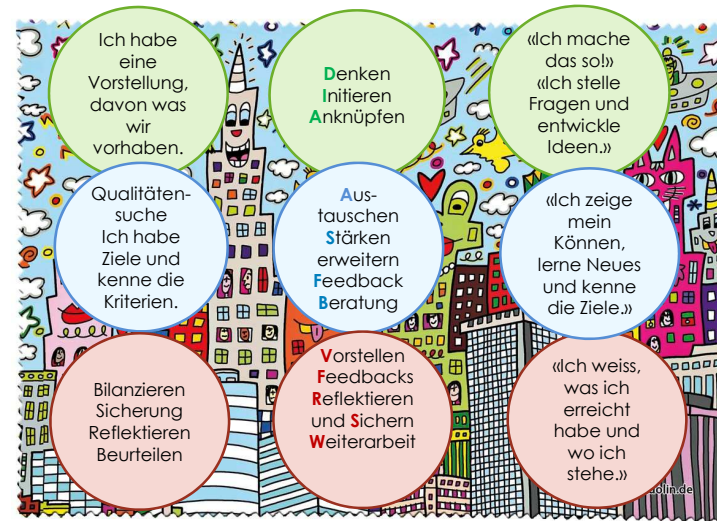 Ich habe
eine
Vorstellung,
davon was
wir
vorhaben.
Denken
Initieren
Anknüpfen
«Ich mache
das so!»
«Ich stelle
Fragen und
entwickle
Ideen.»
Qualitäten-
suche
Ich habe
Ziele und
kenne die
Kriterien.
Aus-
tauschen
Stärken
erweitern
Feedback
Beratung
«Ich zeige
mein
Können,
lerne Neues
und kenne
die Ziele.»
Bilanzieren
Sicherung
Reflektieren
Beurteilen
Vorstellen
Feedbacks
Reflektieren
und Sichern
Weiterarbeit
«Ich weiss,
was ich
erreicht
habe und
wo ich
stehe.»